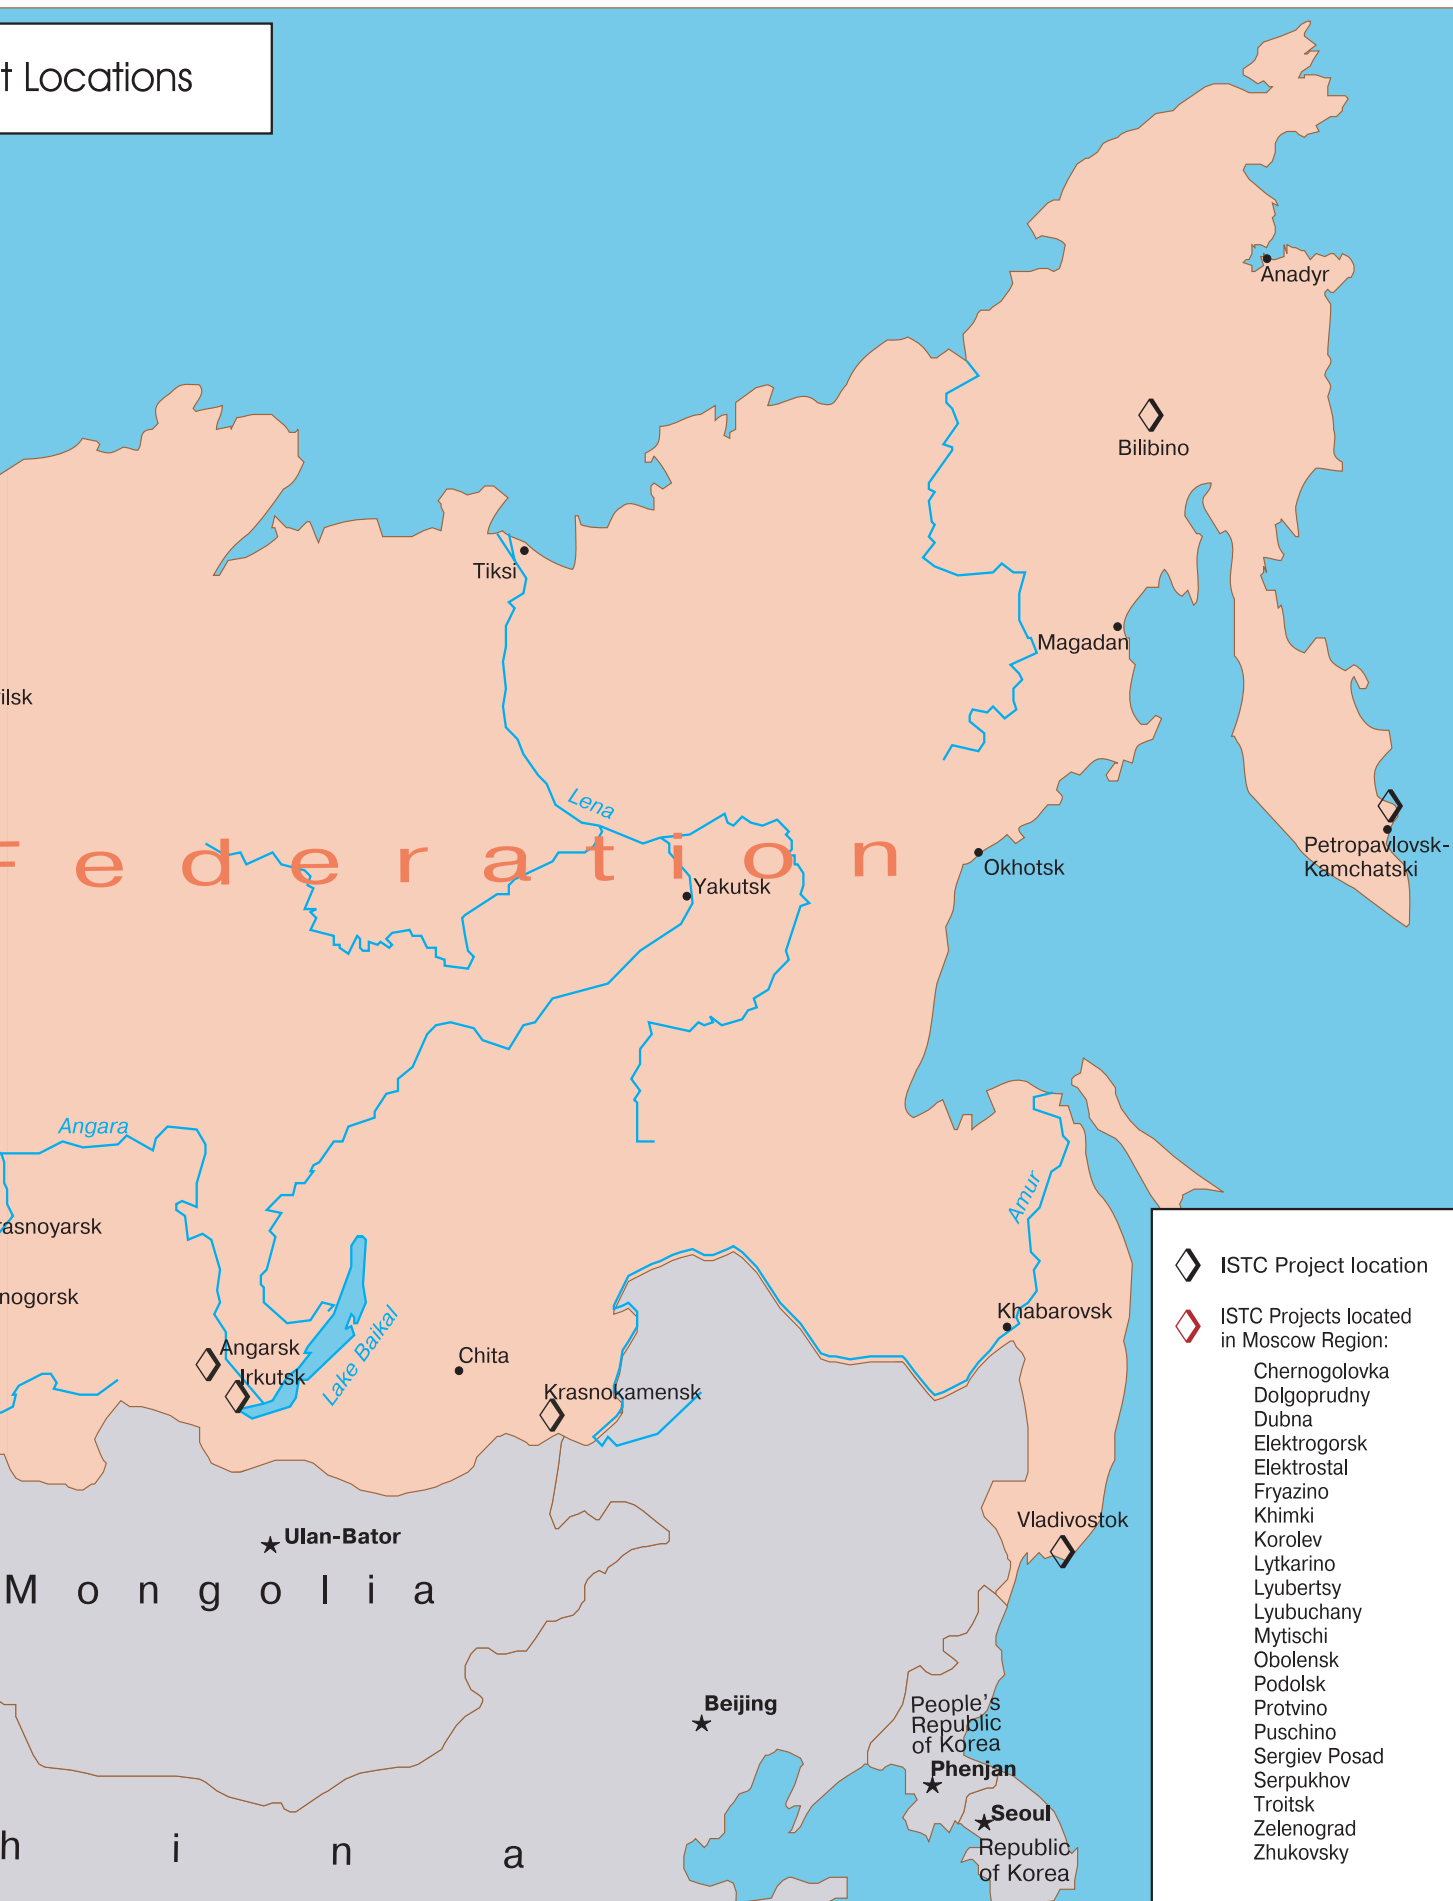 t Locations
Anadyr
Bilibino
Tiksi
Magadan
ilsk
Lena
Federation
Okhotsk
Petropavlovsk-
Kamchatski
Yakutsk
Angara
Amur
asnoyarsk
nogorsk
Khabarovsk
Angarsk
Irkutsk
Lake Baikal
Chita
Krasnokamensk
Vladivostok
Ulan-Bator
Mongolia
Beijing
People's
Republic
of Korea
Phenjan
Seoul
Republic
of Korea
hina
ISTC Project location
ISTC Projects located
in Moscow Region:
Chernogolovka
Dolgoprudny
Dubna
Elektrogorsk
Elektrostal
Fryazino
Khimki
Korolev
Lytkarino
Lyubertsy
Lyubuchany
Mytischi
Obolensk
Podolsk
Protvino
Puschino
Sergiev Posad
Serpukhov
Troitsk
Zelenograd
Zhukovsky